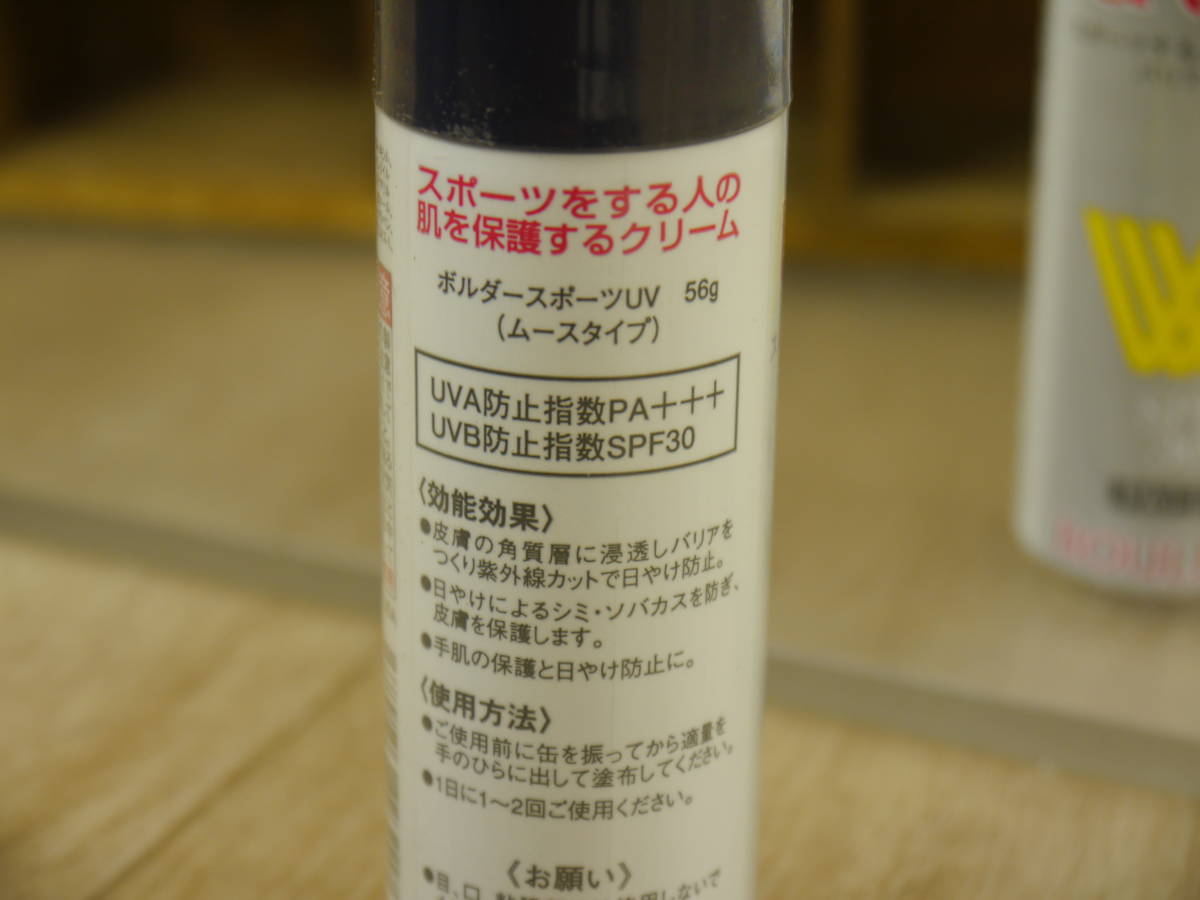 スポーツをする人の
肌を保護するクリーム
ボルダースポーツUV 56g
（ムースタイプ）
UVA防止指数PA＋＋＋
UVB防止指数SPF30
〈効能効果〉
●皮膚の角質層に浸透しバリアを
つくり紫外線カットで日やけ防止。
●日やけによるシミ・ソバカスを防ぎ、
皮膚を保護します。
●手肌の保護と日やけ防止に。
〈使用方法〉
●ご使用前に缶を振ってから適量を
手のひらに出して塗布してください。
●1日に1〜2回ご使用ください。
〈お願い〉
●目、口、
使用しないで